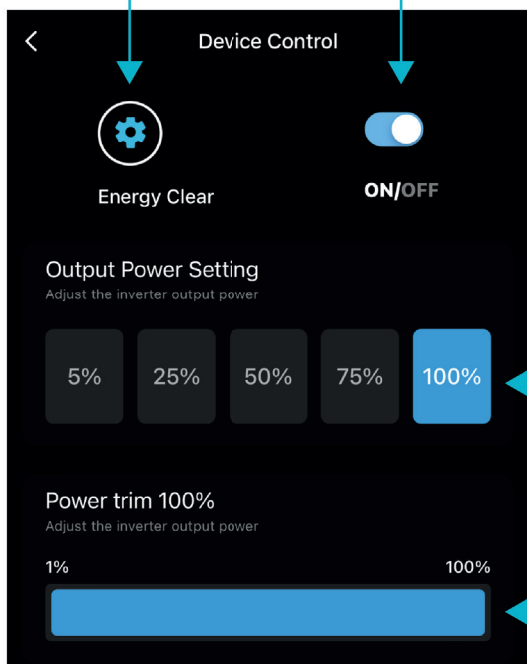 Device Control
Energy Clear
ON/OFF
Output Power Setting
Adjust the inverter output power
5% 25% 50% 75% 100%
Power trim 100%
Adjust the inverter output power
1% 100%